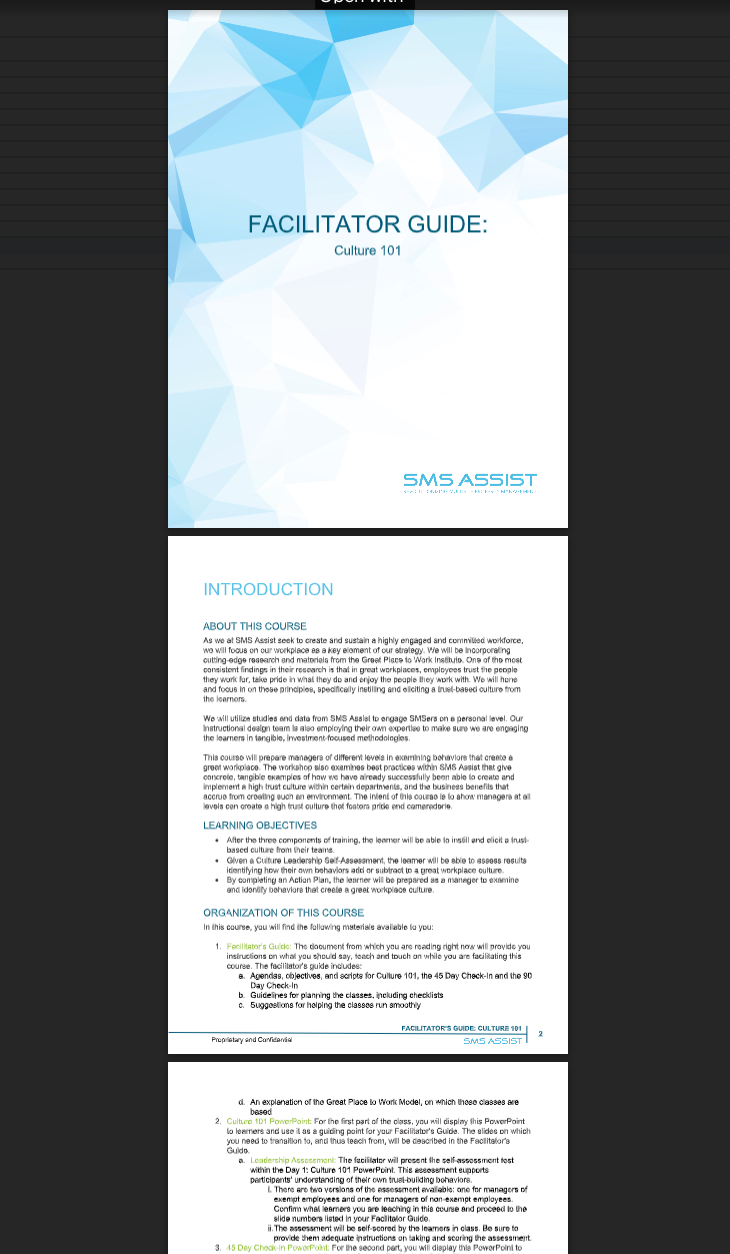 Open with
FACILITATOR GUIDE:
Culture 101
SMS ASSIST
INTRODUCTION
ABOUT THIS COURSE
As we at SMS Assist seek to create and sustain a highly engaged and committed workforce,
we will focus on our workplace as a key element of our strategy. We will be incorporating
cutting-edge research and materials from the Great Place to Work Institute. One of the most
consistent findings in their research is that in great workplaces, employees trust the people
they work for, take pride in what they do and enjoy the people they work with. We will hone
and focus in on these principles, specifically instilling and eliciting a trust-based culture from
the learners.
We will utilize studies and data from SMS Assist to engage SMSers on a personal level. Our
instructional design team is also employing their own expertise to make sure we are engaging
the learners in tangible, investment-focused methodologies.
This course will prepare managers of different levels in examining behaviors that create a
great workplace. The workshop also examines best practices within SMS Assist that give
concrete, tangible examples of how we have already successfully been able to create and
implement a high trust culture within certain departments, and the business benefits that
accrue from creating such an environment. The intent of this course is to show managers at all
levels can create a high trust culture that fosters pride and camaraderie.
LEARNING OBJECTIVES
• After the three components of training, the learner will be able to instill and elicit a trust-
based culture from their teams.
• Given a Culture Leadership Self-Assessment, the learner will be able to assess results
identifying how their own behaviors add or subtract to a great workplace culture.
• By completing an Action Plan, the learner will be prepared as a manager to examine
and identify behaviors that create a great workplace culture.
ORGANIZATION OF THIS COURSE
In this course, you will find the following materials available to you:
1. Facilitator's Guide: The document from which you are reading right now will provide you
instructions on what you should say, teach and touch on while you are facilitating this
course. The facilitator's guide includes:
a. Agendas, objectives, and scripts for Culture 101, the 45 Day Check-In and the 90
Day Check-In
b. Guidelines for planning the classes, including checklists
c. Suggestions for helping the classes run smoothly
FACILITATOR'S GUIDE: CULTURE 101
2
Proprietary and Confidential
SMS ASSIST
d. An explanation of the Great Place to Work Model, on which these classes are
based
2. Culture 101 PowerPoint: For the first part of the class, you will display this PowerPoint
to learners and use it as a guiding point for your Facilitator's Guide. The slides on which
you need to transition to, and thus teach from, will be described in the Facilitator's
Guide.
a. Leadership Assessment: The facilitator will present the self-assessment test
within the Day 1: Culture 101 PowerPoint. This assessment supports
participants' understanding of their own trust-building behaviors.
i. There are two versions of the assessment available: one for managers of
exempt employees and one for managers of non-exempt employees.
Confirm what learners you are teaching in this course and proceed to the
slide numbers listed in your Facilitator Guide.
ii. The assessment will be self-scored by the learners in class. Be sure to
provide them adequate instructions on taking and scoring the assessment.
3. 45 Day Check-in PowerPoint: For the second part, you will display this PowerPoint to